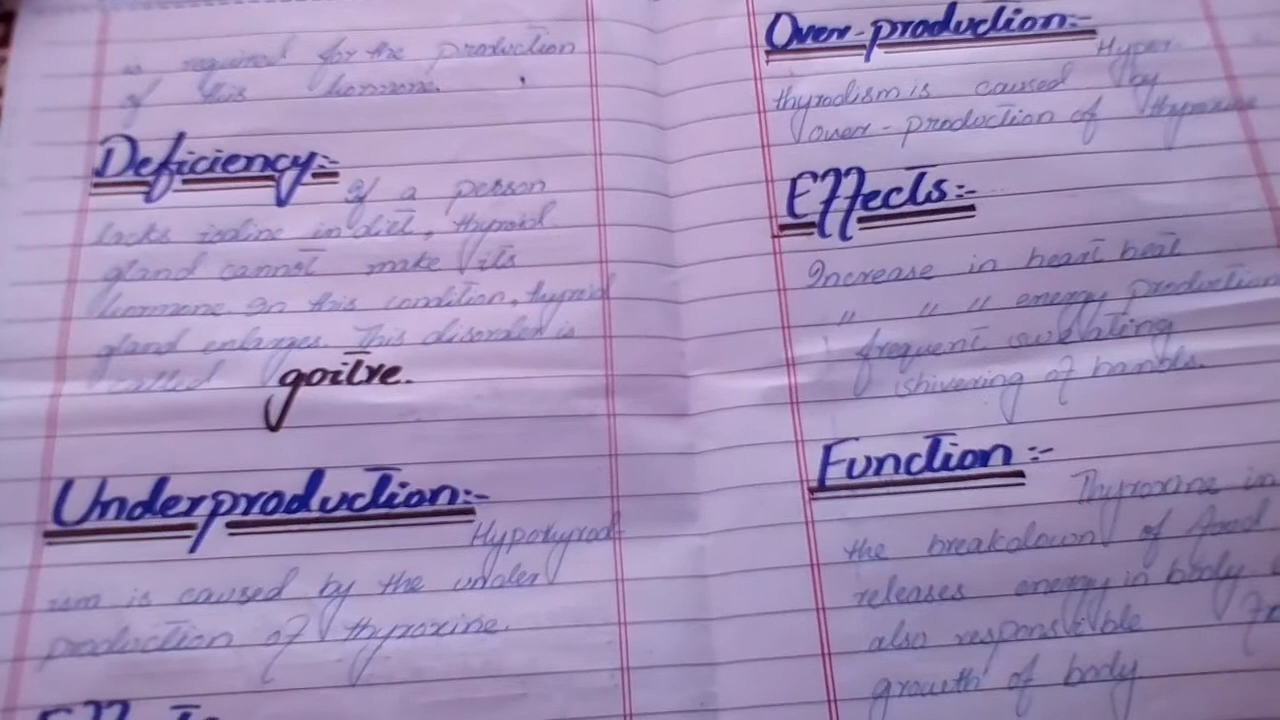 is required for the production
of this hormone.
Deficiency:-
If a person
lacks iodine in diet, thyroid
gland cannot make its
hormone. In this condition, thyroid
gland enlarges. This disorder is
called goitre.
Underproduction:-
Hypothyrod
ism is caused by the under
production of thyroxine.
Over-production:-
Hyper
thyrodism is caused by
over-production of thyroxine
Effects:-
Increase in heart beat
" " " energy production
frequent sweating
shivering of hands.
Function:-
Thyroxine in
the breakdown of food
releases energy in body
also responsible
growth of body